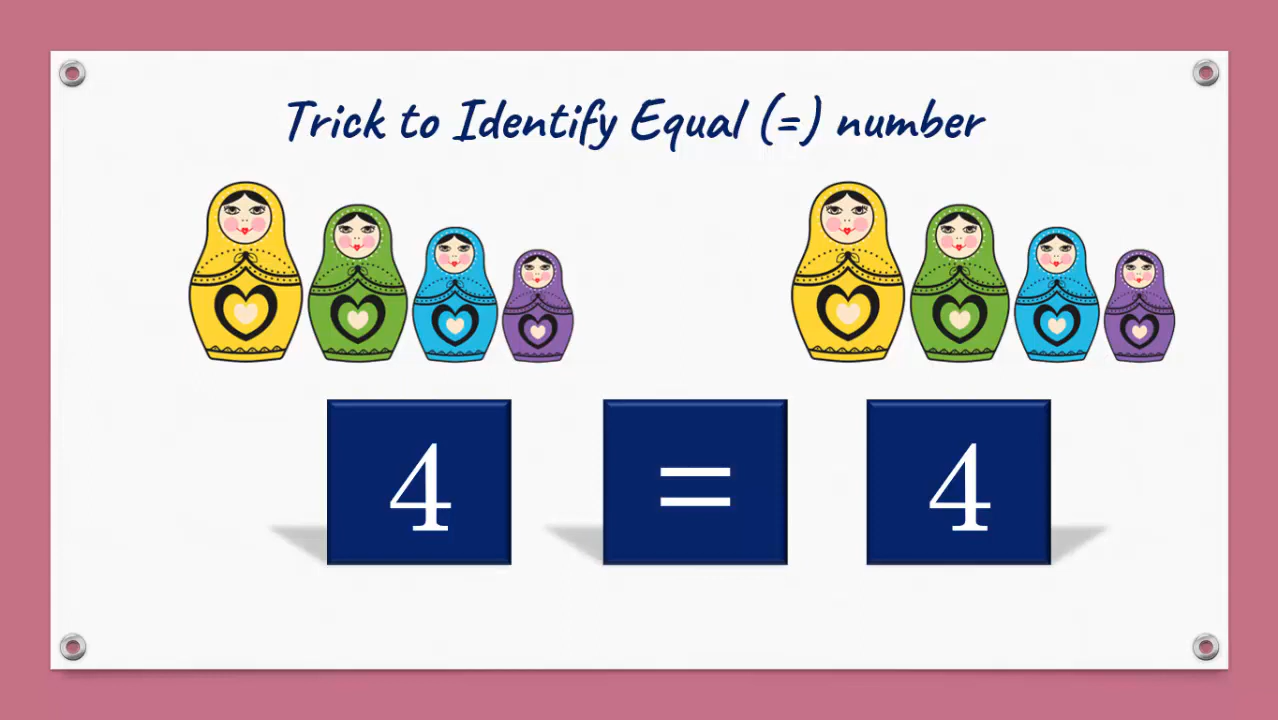 Trick to Identify Equal (=) number
4 = 4